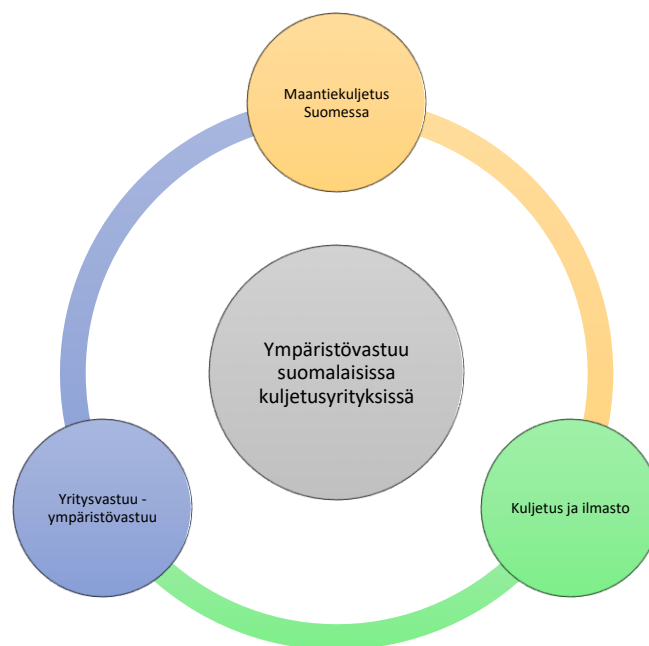 Maantiekuljetus
Suomessa
Ympäristövastuu
suomalaisissa
kuljetusyrityksissä
Yritysvastuu -
ympäristövastuu
Kuljetus ja ilmasto